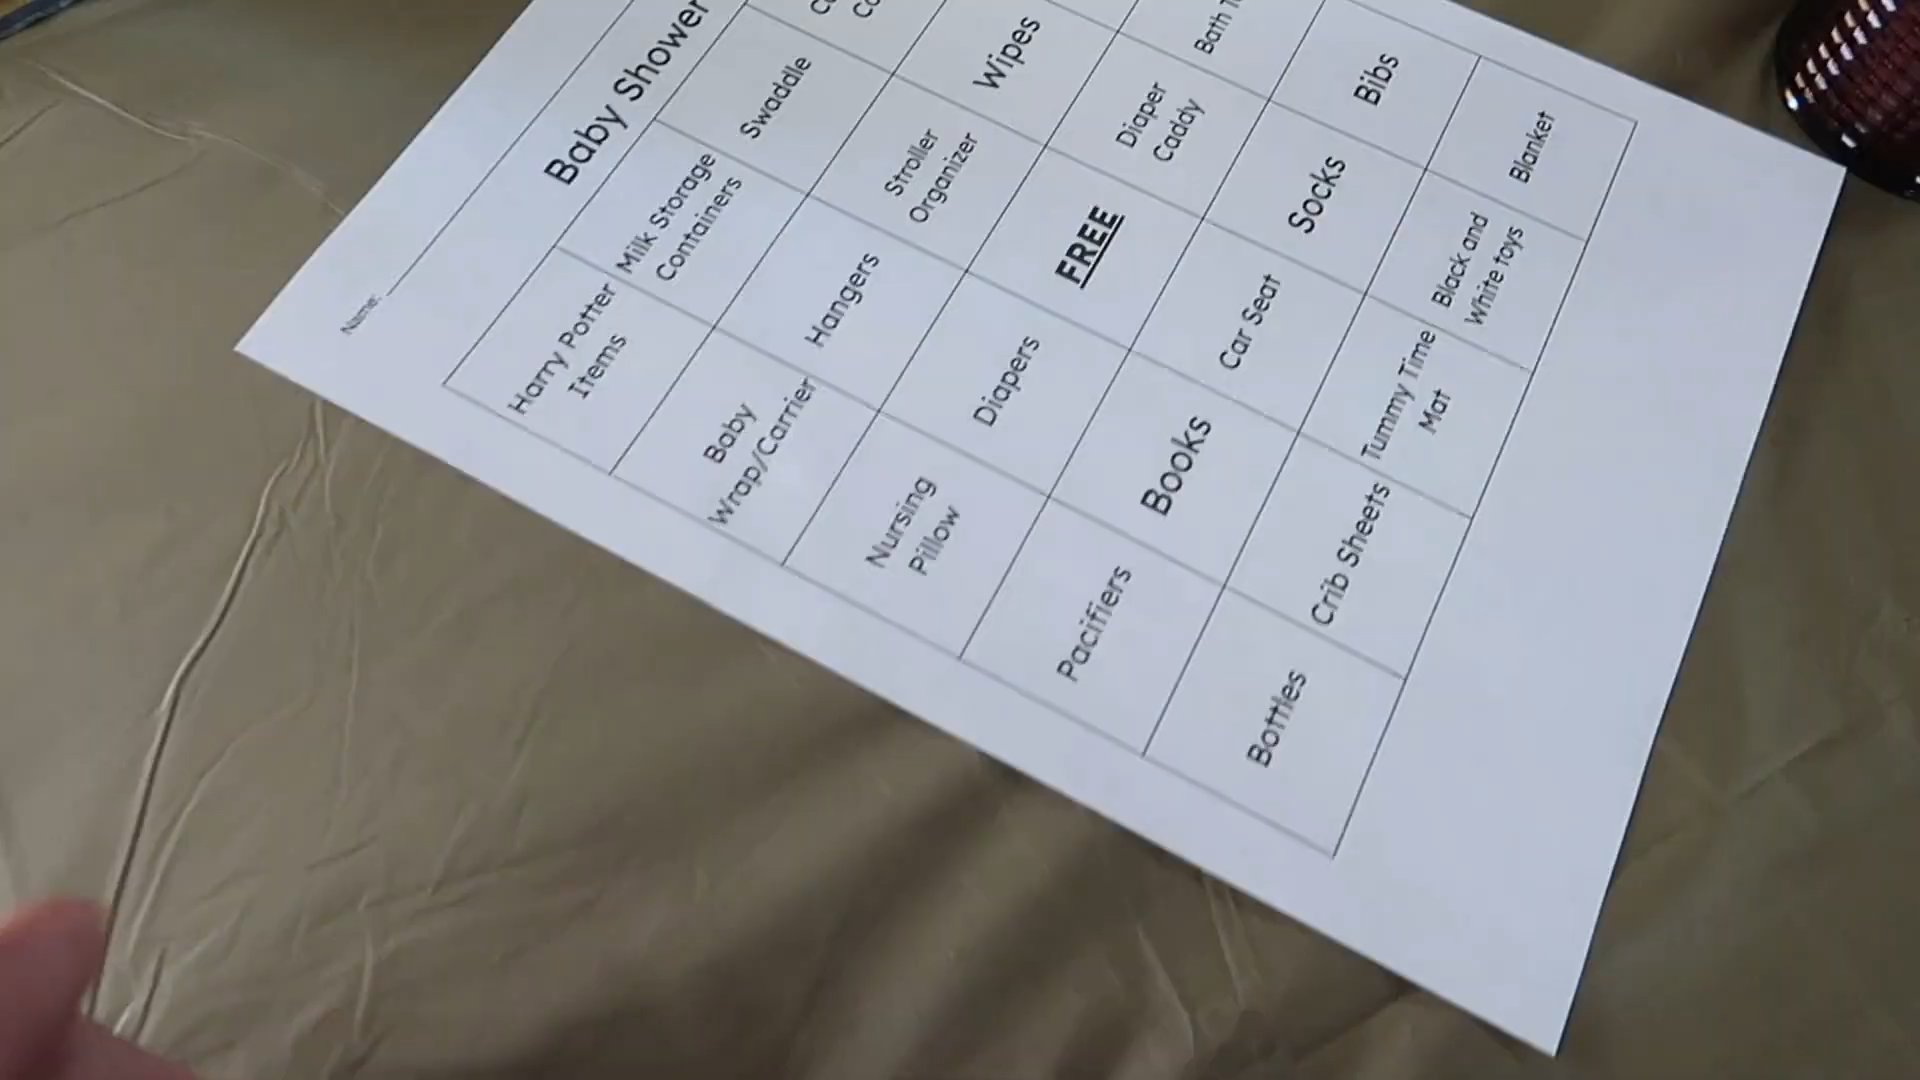 Name:
Baby Shower
Harry Potter
Items
Milk Storage
Containers
Swaddle
Baby
Wrap/Carrier
Hangers
Stroller
Organizer
Wipes
Nursing
Pillow
Diapers
FREE
Diaper
Caddy
Bath
Pacifiers
Books
Car Seat
Socks
Bibs
Bottles
Crib Sheets
Tummy Time
Mat
Black and
White toys
Blanket